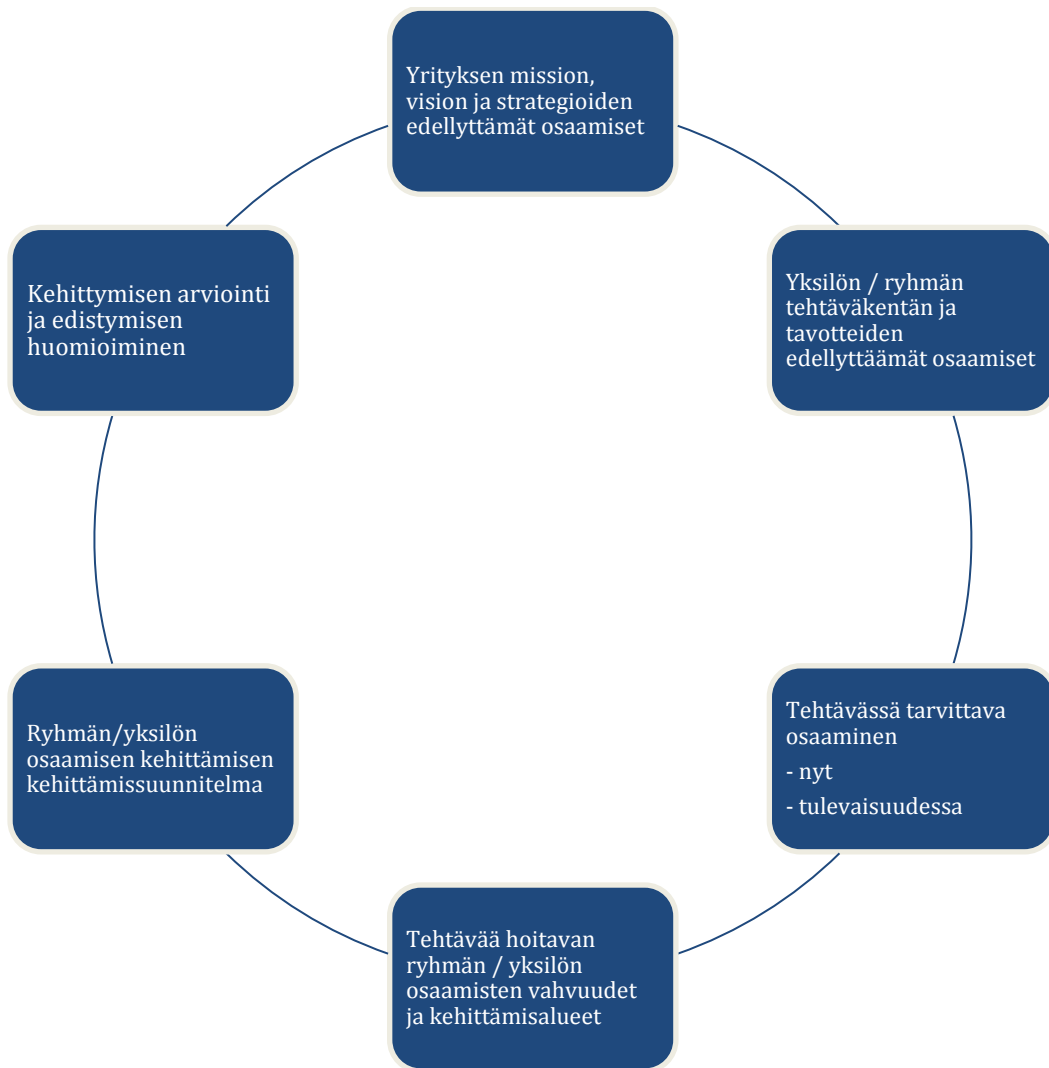 Yrityksen mission,
vision ja strategioiden
edellyttämät osaamiset
Yksilön / ryhmän
tehtäväkentän ja
tavotteiden
edellyttäämät osaamiset
Tehtävässä tarvittava
osaaminen
- nyt
- tulevaisuudessa
Tehtävää hoitavan
ryhmän / yksilön
osaamisten vahvuudet
ja kehittämisalueet
Ryhmän/yksilön
osaamisen kehittämisen
kehittämissuunnitelma
Kehittymisen arviointi
ja edistymisen
huomioiminen